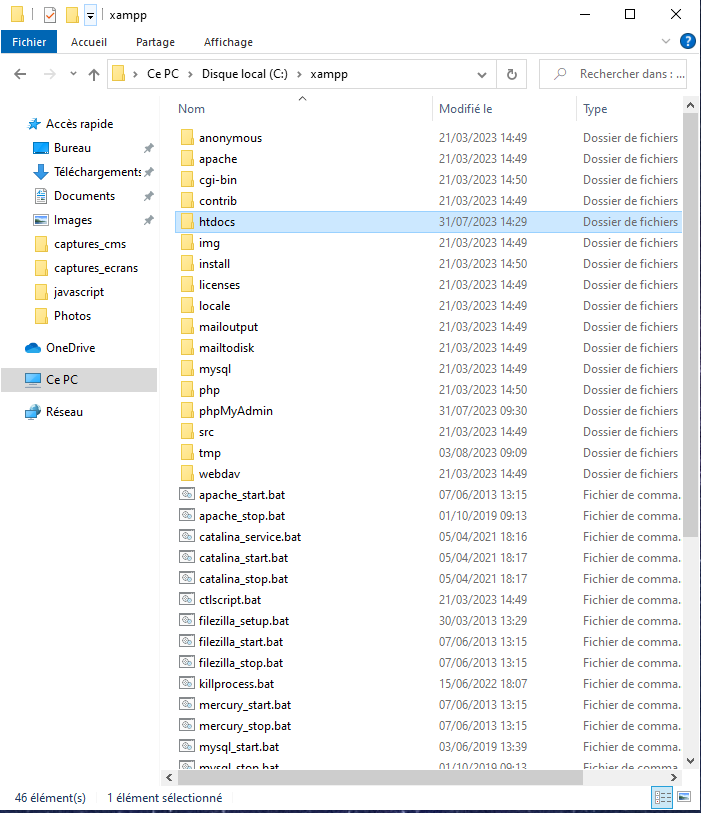 xampp
Fichier Accueil Partage Affichage
Ce PC Disque local (C:) xampp Rechercher dans : ...
Nom Modifié le Type
Accès rapide
Bureau
Téléchargements
Documents
Images
captures_cms
captures_ecrans
javascript
Photos
OneDrive
Ce PC
Réseau
anonymous 21/03/2023 14:49 Dossier de fichiers
apache 21/03/2023 14:49 Dossier de fichiers
cgi-bin 21/03/2023 14:50 Dossier de fichiers
contrib 21/03/2023 14:49 Dossier de fichiers
htdocs 31/07/2023 14:29 Dossier de fichiers
img 21/03/2023 14:49 Dossier de fichiers
install 21/03/2023 14:50 Dossier de fichiers
licenses 21/03/2023 14:49 Dossier de fichiers
locale 21/03/2023 14:49 Dossier de fichiers
mailoutput 21/03/2023 14:49 Dossier de fichiers
mailtodisk 21/03/2023 14:49 Dossier de fichiers
mysql 21/03/2023 14:49 Dossier de fichiers
php 21/03/2023 14:50 Dossier de fichiers
phpMyAdmin 31/07/2023 09:30 Dossier de fichiers
src 21/03/2023 14:49 Dossier de fichiers
tmp 03/08/2023 09:09 Dossier de fichiers
webdav 21/03/2023 14:49 Dossier de fichiers
apache_start.bat 07/06/2013 13:15 Fichier de comma.
apache_stop.bat 01/10/2019 09:13 Fichier de comma.
catalina_service.bat 05/04/2021 18:16 Fichier de comma.
catalina_start.bat 05/04/2021 18:17 Fichier de comma.
catalina_stop.bat 05/04/2021 18:17 Fichier de comma.
ctlscript.bat 21/03/2023 14:49 Fichier de comma.
filezilla_setup.bat 30/03/2013 13:29 Fichier de comma.
filezilla_start.bat 07/06/2013 13:15 Fichier de comma.
filezilla_stop.bat 07/06/2013 13:15 Fichier de comma.
killprocess.bat 15/06/2022 18:07 Fichier de comma.
mercury_start.bat 07/06/2013 13:15 Fichier de comma.
mercury_stop.bat 07/06/2013 13:15 Fichier de comma.
mysql_start.bat 03/06/2019 13:39 Fichier de comma.
mysql_stop.bat 01/10/2019 09:13 Fichier de comma.
46 élément(s) 1 élément sélectionné